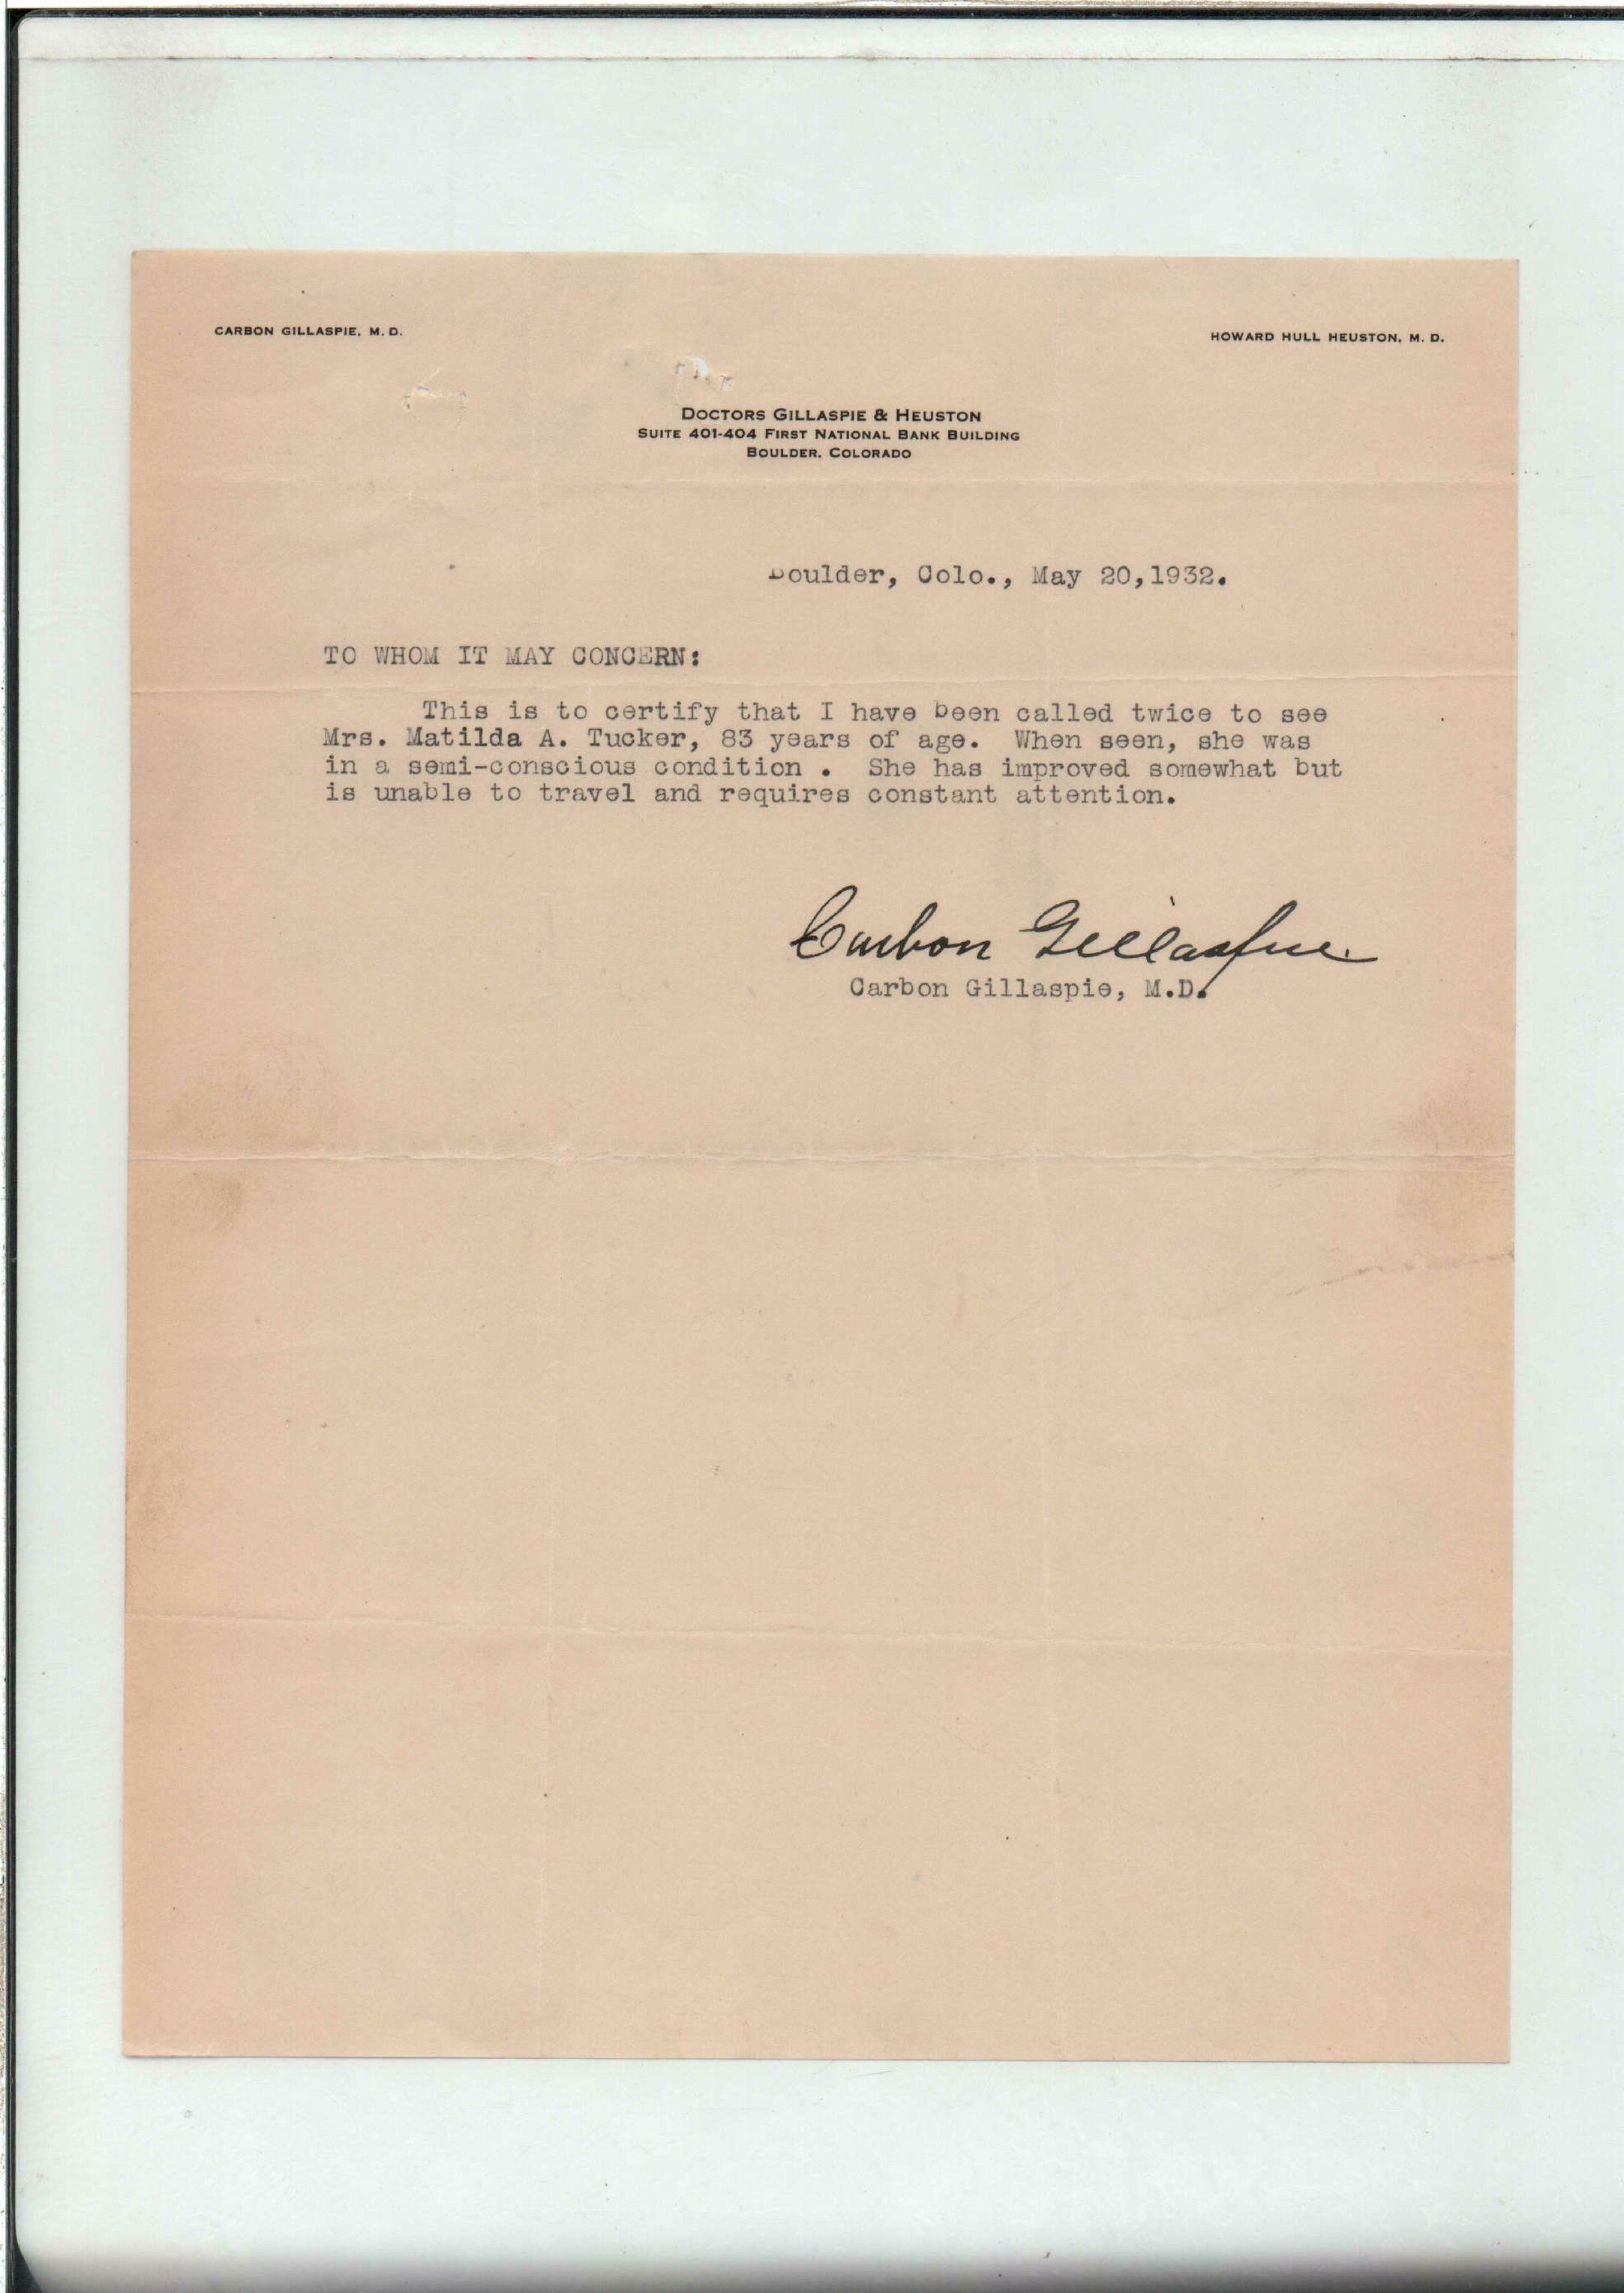 CARBON GILLASPIE, M. D.
HOWARD HULL HEUSTON, M. D.
DOCTORS GILLASPIE & HEUSTON
SUITE 401-404 FIRST NATIONAL BANK BUILDING
BOULDER, COLORADO
Boulder, Colo., May 20,1932.
TO WHOM IT MAY CONCERN:
This is to certify that I have been called twice to see
Mrs. Matilda A. Tucker, 83 years of age. When seen, she was
in a semi-conscious condition . She has improved somewhat but
is unable to travel and requires constant attention.
Carbon Gillaspie
Carbon Gillaspie, M.D.